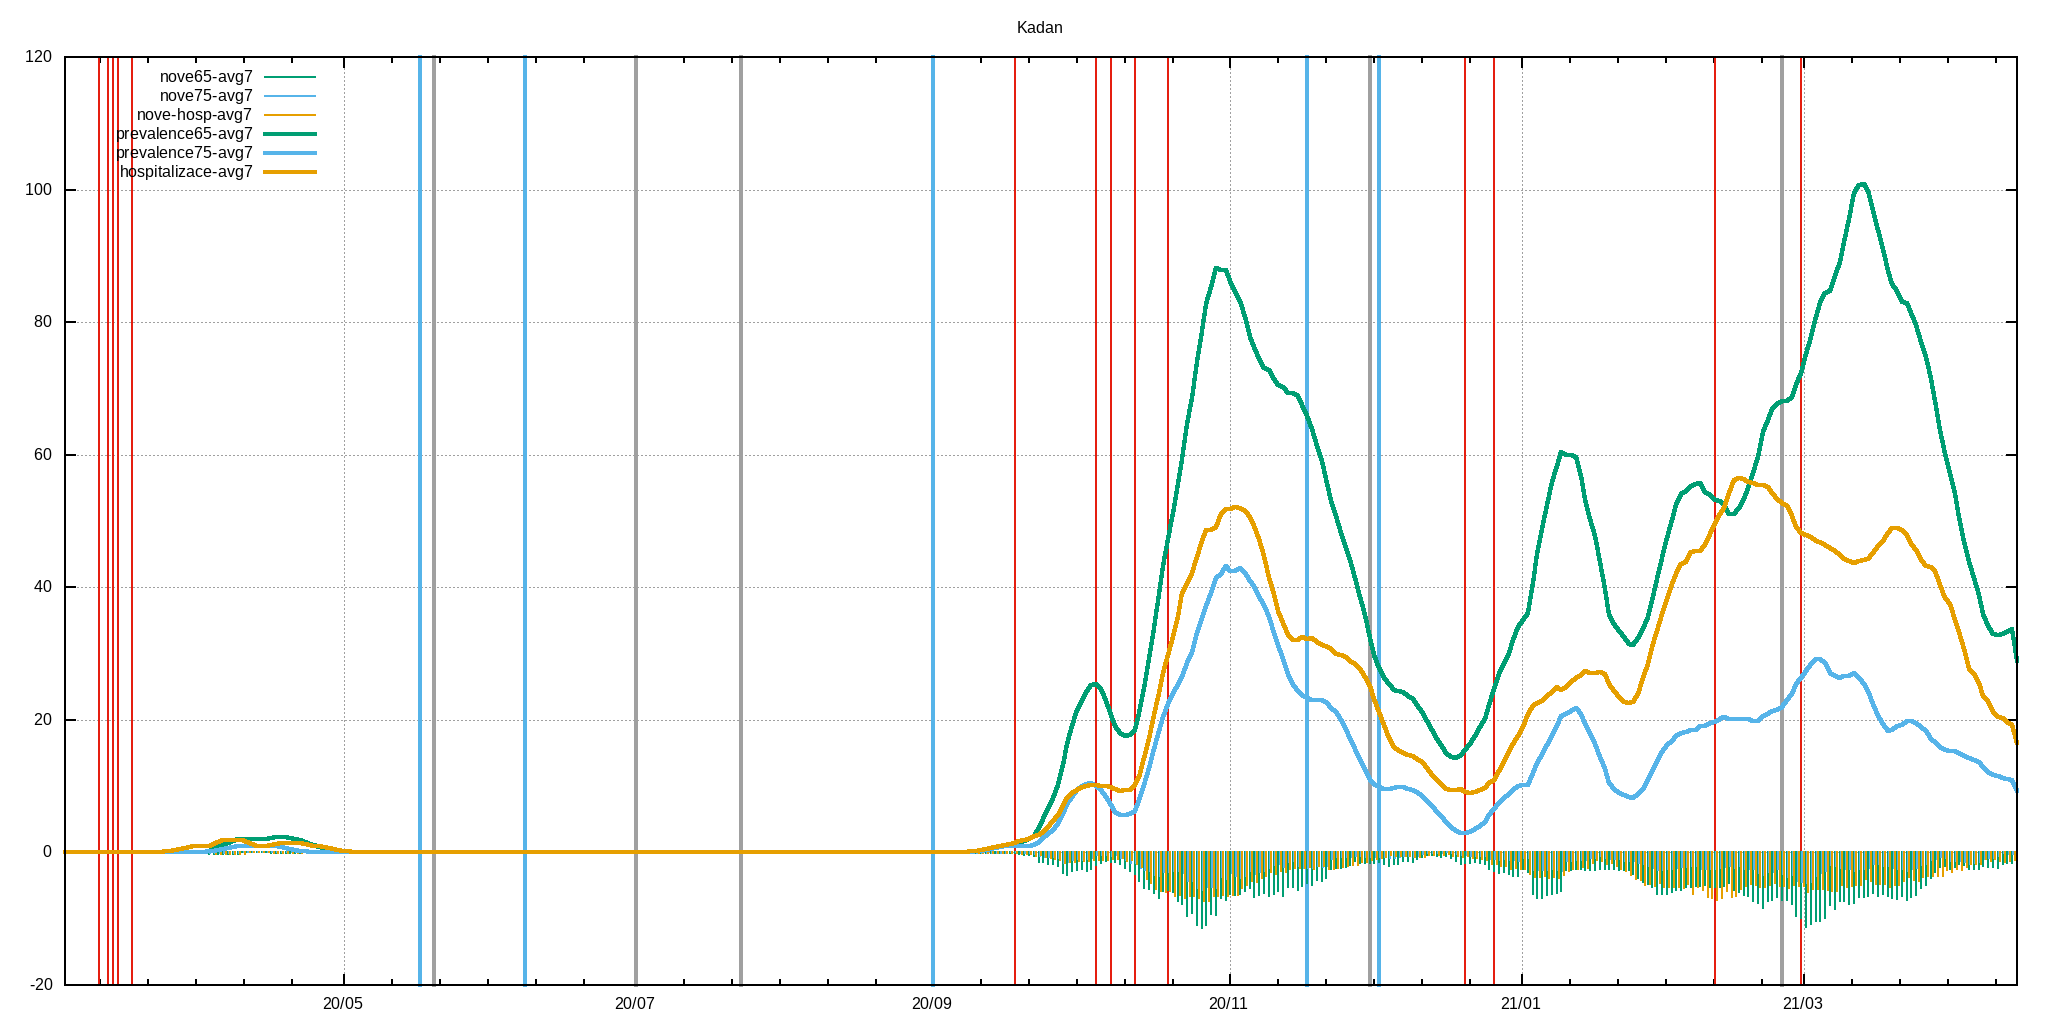 Kadan
120
100
80
60
40
20
0
-20
nove65-avg7
nove75-avg7
nove-hosp-avg7
prevalence65-avg7
prevalence75-avg7
hospitalizace-avg7
20/05
20/07
20/09
20/11
21/01
21/03